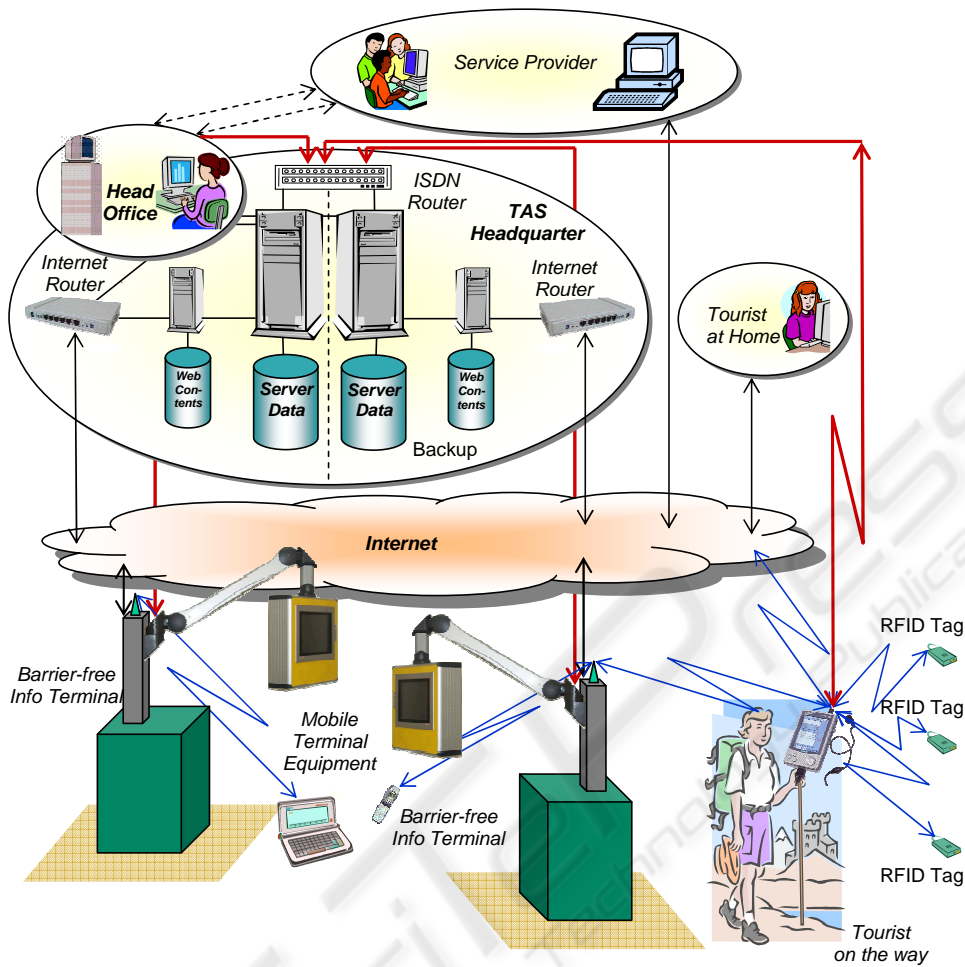 Service Provider
Head
Office
ISDN
Router
TAS
Headquarter
Internet
Router
Internet
Router
Tourist
at Home
Web
Con-
tents
Server
Data
Server
Data
Web
Con-
tents
Backup
Internet
RFID Tag
Barrier-free
Info Terminal
RFID Tag
Mobile
Terminal
Equipment
Barrier-free
Info Terminal
RFID Tag
Tourist
on the way